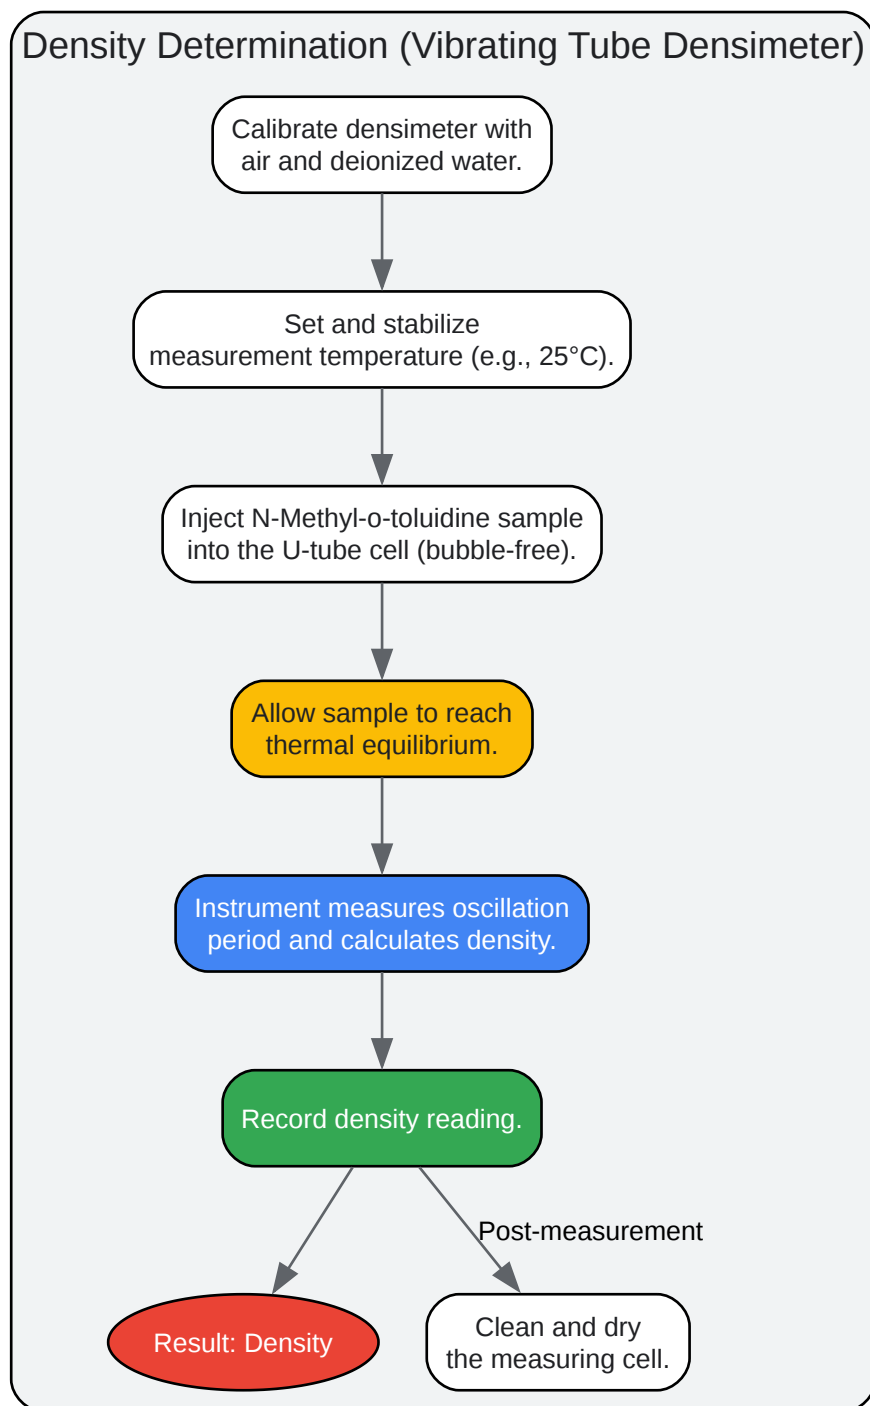 Density Determination (Vibrating Tube Densimeter)
Calibrate densimeter with
air and deionized water.
Set and stabilize
measurement temperature (e.g., 25°C).
Inject N-Methyl-o-toluidine sample
into the U-tube cell (bubble-free).
Allow sample to reach
thermal equilibrium.
Instrument measures oscillation
period and calculates density.
Record density reading.
Post-measurement
Result: Density
Clean and dry
the measuring cell.